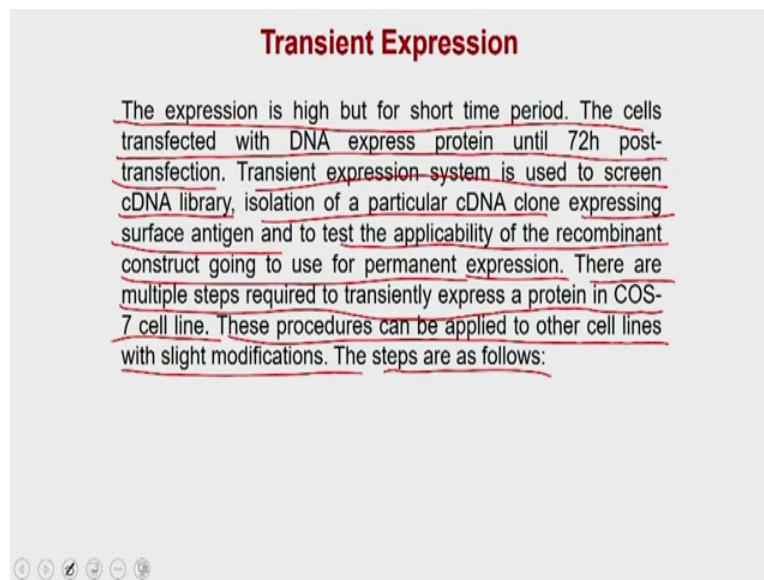 Transient Expression
The expression is high but for short time period. The cells
transfected with DNA express protein until 72h post-
transfection. Transient expression system is used to screen
cDNA library, isolation of a particular cDNA clone expressing
surface antigen and to test the applicability of the recombinant
construct going to use for permanent expression. There are
multiple steps required to transiently express a protein in COS-
7 cell line. These procedures can be applied to other cell lines
with slight modifications. The steps are as follows: